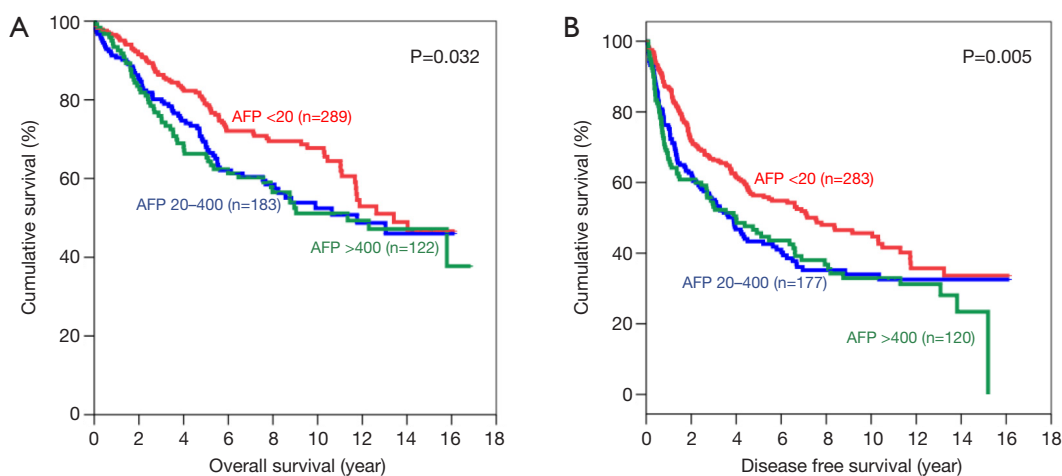 A
P=0.032
Cumulative survival (%)
100
80
60
40
20
0
AFP <20 (n=289)
AFP 20–400 (n=183)
AFP >400 (n=122)
0 2 4 6 8 10 12 14 16 18
Overall survival (year)
B
P=0.005
Cumulative survival (%)
100
80
60
40
20
0
AFP <20 (n=283)
AFP 20–400 (n=177)
AFP >400 (n=120)
0 2 4 6 8 10 12 14 16 18
Disease free survival (year)